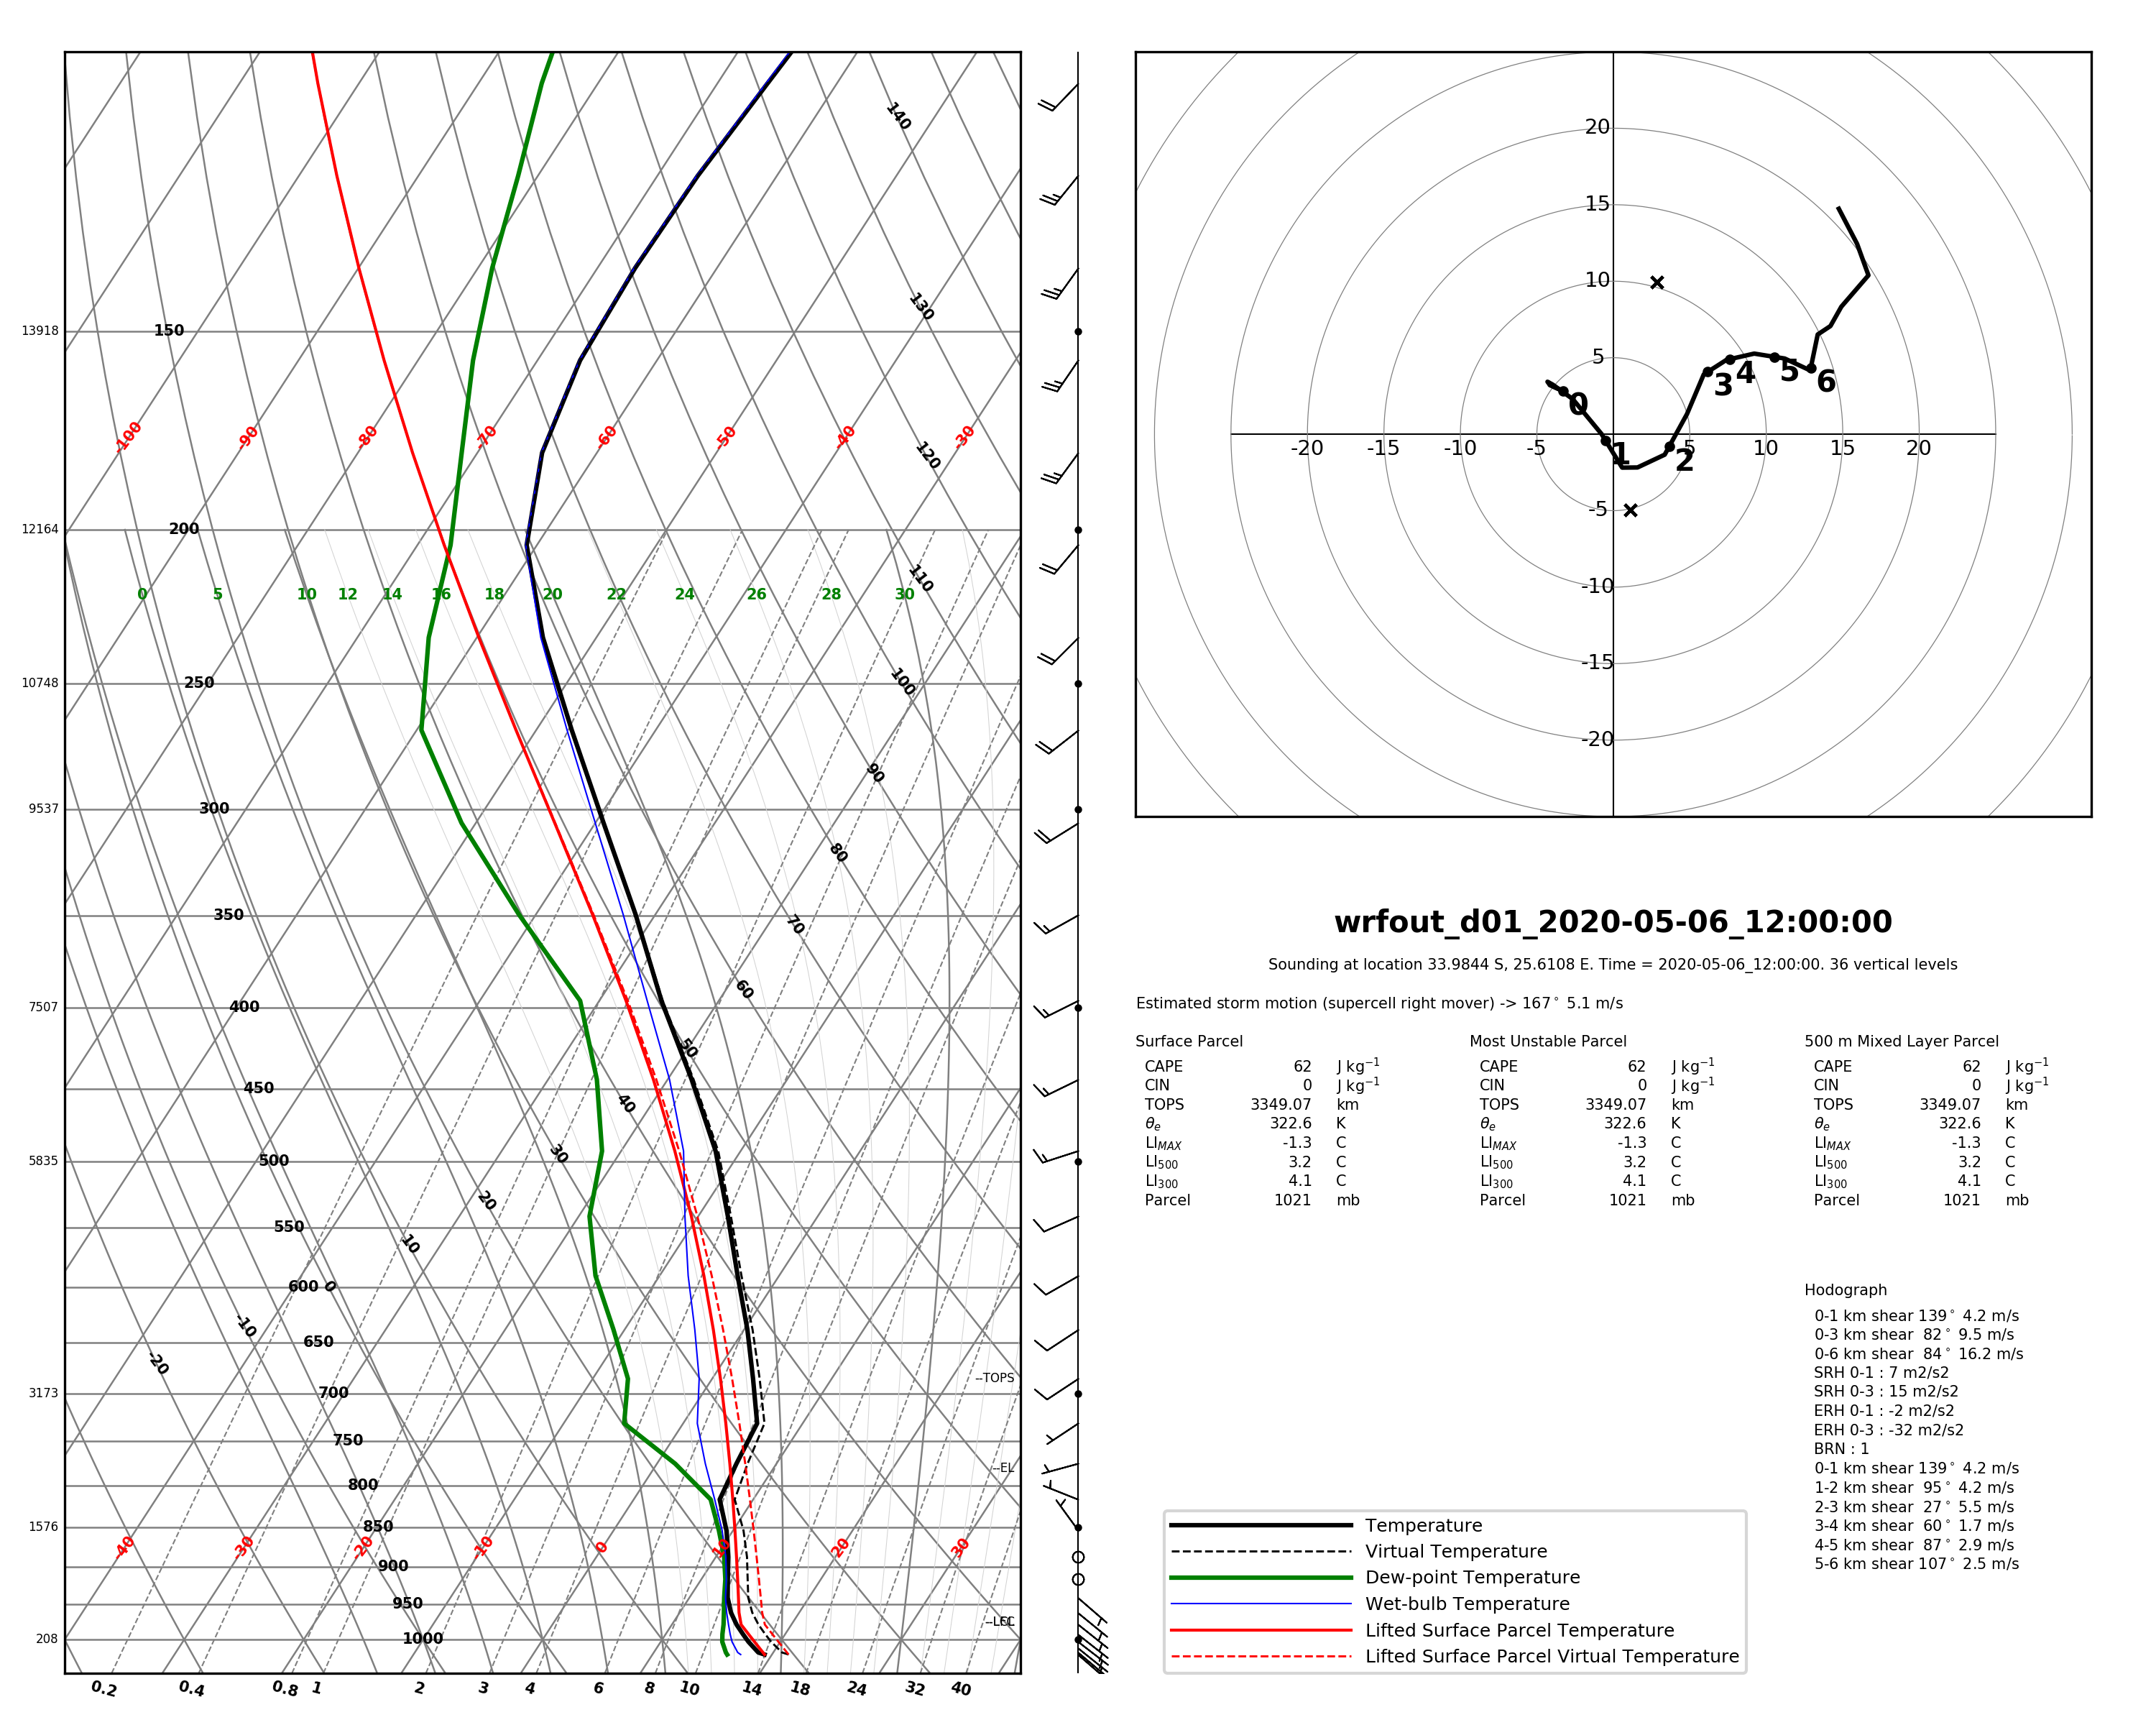 140
130
13918 150
-100 -90 -80 -70 -60 -50 -40 -30
120
12164 200
110
0 5 10 12 14 16 18 20 22 24 26 28 30
10748 250
100
90
9537 300
80
350
70
7507 400
60
50
450
40
5835 500
30
20
550
10
600 0
-10
650
-20
--TOPS
3173 700
750
--EL
800
1576 850
-40 -30 -20 -10 0 10 20 30
900
950
208 1000
0.2 0.4 0.8 1 2 3 4 6 8 10 14 18 24 32 40
20
15
10
5
0 1 2 3 4 5 6
-20 -15 -10 -5 5 10 15 20
-5
-10
-15
-20
wrfout_d01_2020-05-06_12:00:00
Sounding at location 33.9844 S, 25.6108 E. Time = 2020-05-06_12:00:00. 36 vertical levels
Estimated storm motion (supercell right mover) -> 167° 5.1 m/s
Surface Parcel
CAPE 62 J kg⁻¹
CIN 0 J kg⁻¹
TOPS 3349.07 km
θe 322.6 K
LI_MAX -1.3 C
LI500 3.2 C
LI300 4.1 C
Parcel 1021 mb
Most Unstable Parcel
CAPE 62 J kg⁻¹
CIN 0 J kg⁻¹
TOPS 3349.07 km
θe 322.6 K
LI_MAX -1.3 C
LI500 3.2 C
LI300 4.1 C
Parcel 1021 mb
500 m Mixed Layer Parcel
CAPE 62 J kg⁻¹
CIN 0 J kg⁻¹
TOPS 3349.07 km
θe 322.6 K
LI_MAX -1.3 C
LI500 3.2 C
LI300 4.1 C
Parcel 1021 mb
Hodograph
0-1 km shear 139° 4.2 m/s
0-3 km shear 82° 9.5 m/s
0-6 km shear 84° 16.2 m/s
SRH 0-1 : 7 m2/s2
SRH 0-3 : 15 m2/s2
ERH 0-1 : -2 m2/s2
ERH 0-3 : -32 m2/s2
BRN : 1
0-1 km shear 139° 4.2 m/s
1-2 km shear 95° 4.2 m/s
2-3 km shear 27° 5.5 m/s
3-4 km shear 60° 1.7 m/s
4-5 km shear 87° 2.9 m/s
5-6 km shear 107° 2.5 m/s
Temperature
Virtual Temperature
Dew-point Temperature
Wet-bulb Temperature
Lifted Surface Parcel Temperature
Lifted Surface Parcel Virtual Temperature